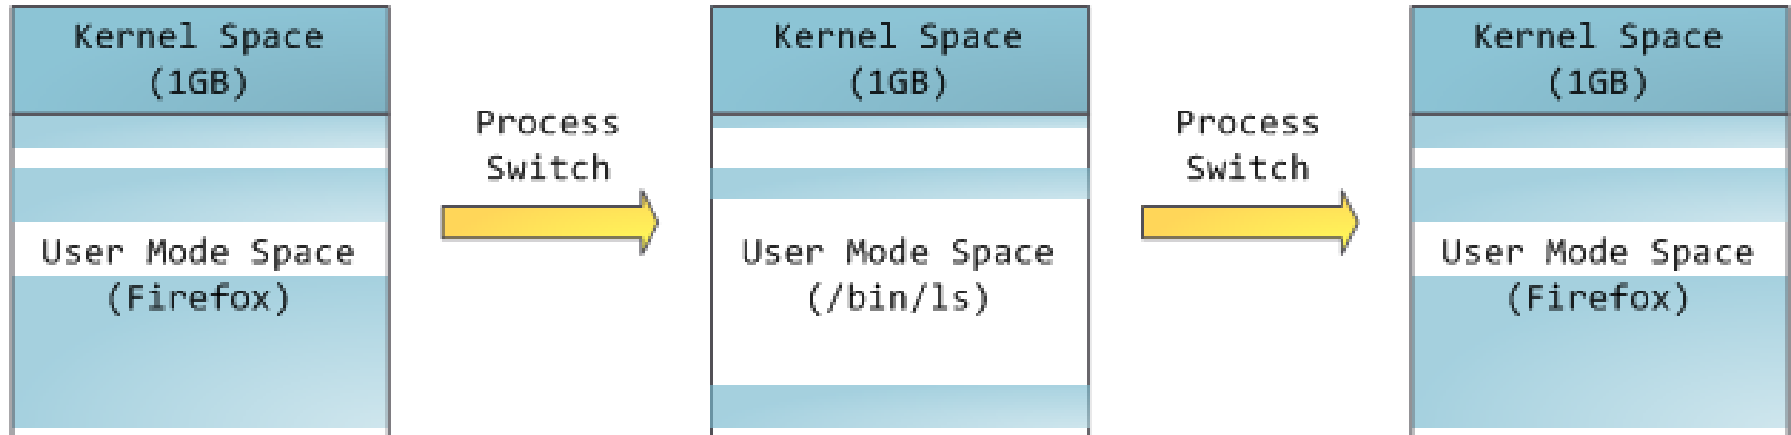 Kernel Space
(1GB)
User Mode Space
(Firefox)
Process
Switch
Kernel Space
(1GB)
User Mode Space
(/bin/ls)
Process
Switch
Kernel Space
(1GB)
User Mode Space
(Firefox)